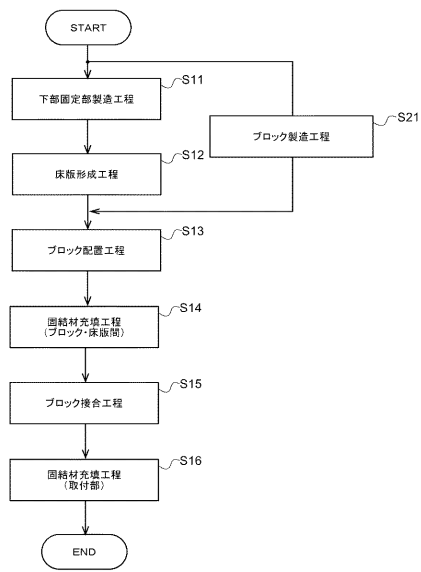 START
S11
下部固定部製造工程
S21
ブロック製造工程
S12
床版形成工程
S13
ブロック配置工程
S14
固結材充填工程
(ブロック・床版間)
S15
ブロック接合工程
S16
固結材充填工程
(取付部)
END